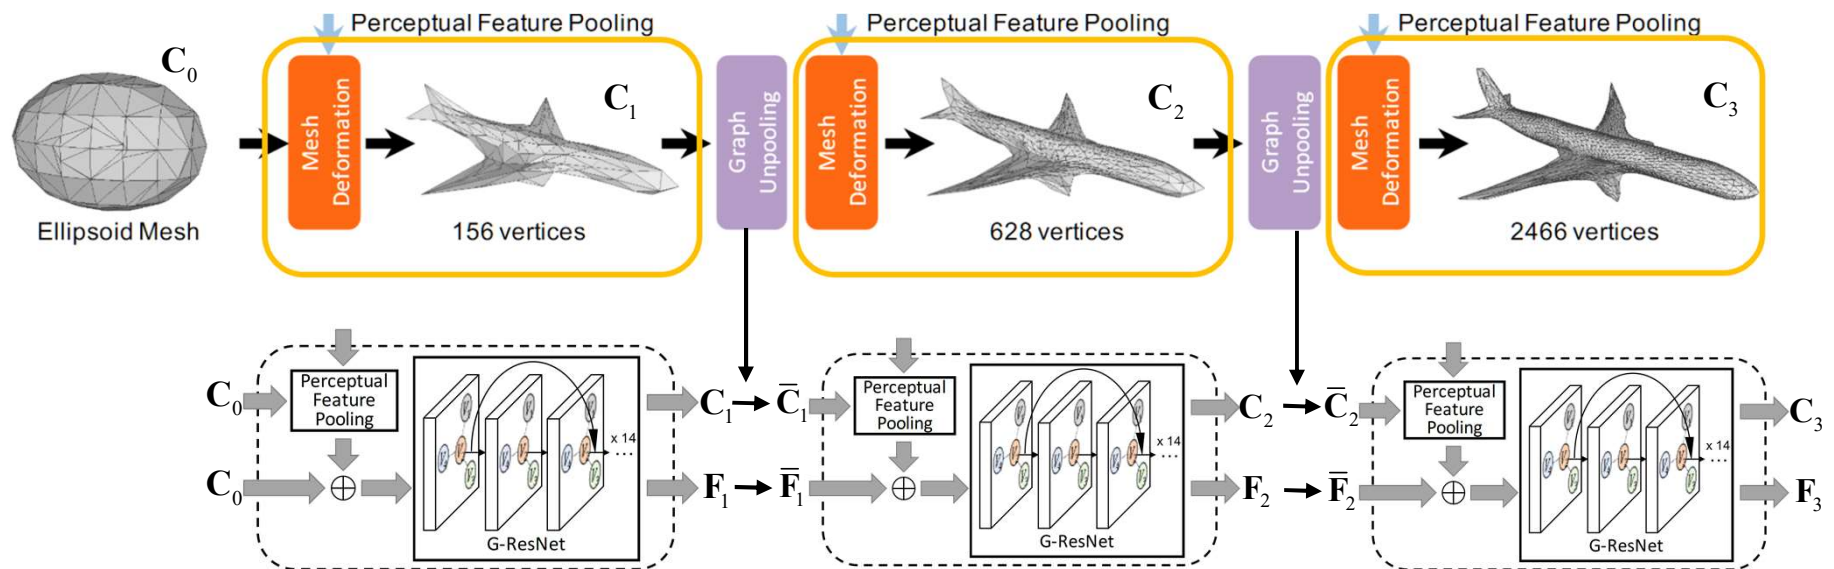 Perceptual Feature Pooling
Perceptual Feature Pooling
Perceptual Feature Pooling
C₀
Mesh
Deformation
C₁
Graph
Unpooling
Mesh
Deformation
C₂
Graph
Unpooling
Mesh
Deformation
C₃
Ellipsoid Mesh
156 vertices
628 vertices
2466 vertices
C₀
Perceptual
Feature
Pooling
x 14
...
C₁
C̅₁
Perceptual
Feature
Pooling
x 14
...
C₂
C̅₂
Perceptual
Feature
Pooling
x 14
...
C₃
C₀
F₁
F̅₁
F₂
F̅₂
F₃
G-ResNet
G-ResNet
G-ResNet